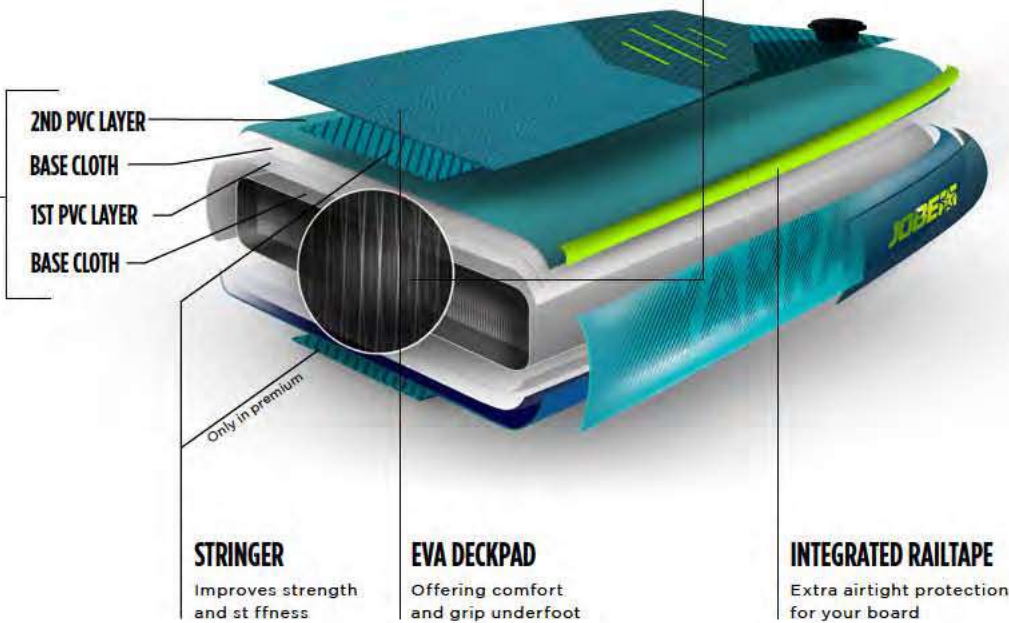 2ND PVC LAYER
BASE CLOTH
1ST PVC LAYER
BASE CLOTH
JOBE
YARRA
Only in premium
STRINGER
Improves strength
and st ffness
EVA DECKPAD
Offering comfort
and grip underfoot
INTEGRATED RAILTAPE
Extra airtight protection
for your board